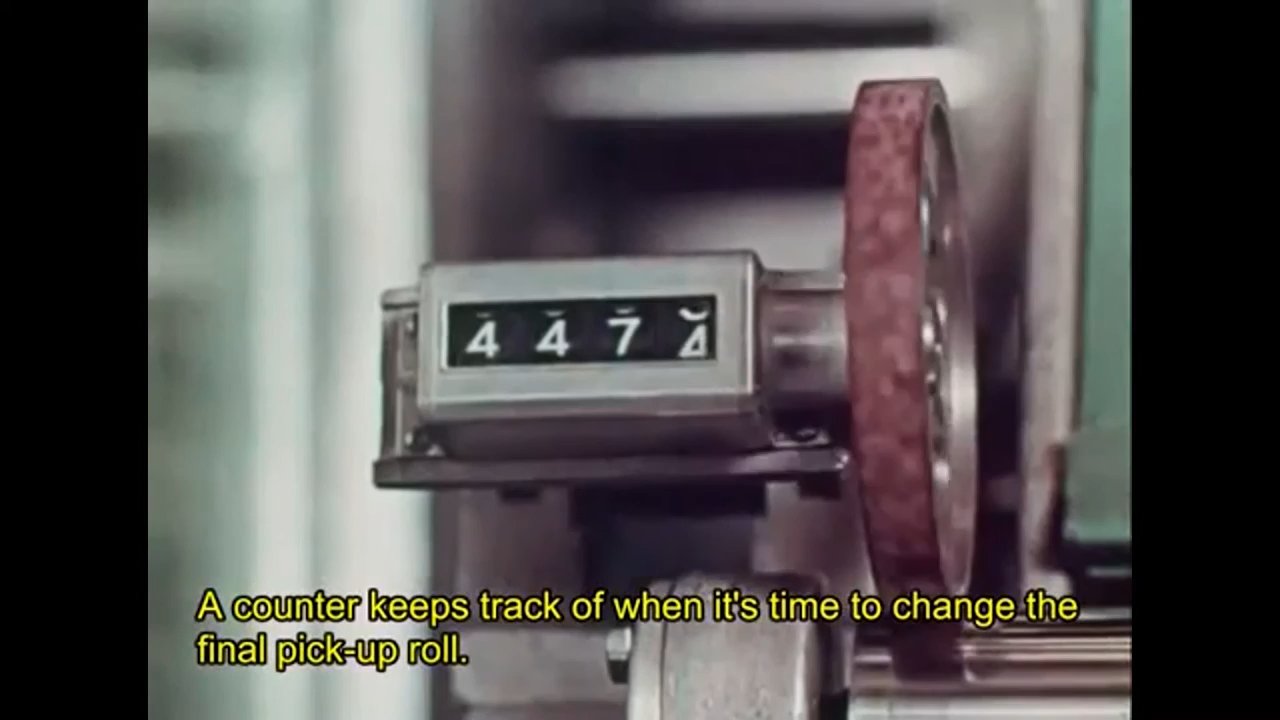 4474
A counter keeps track of when it's time to change the
final pick-up roll.